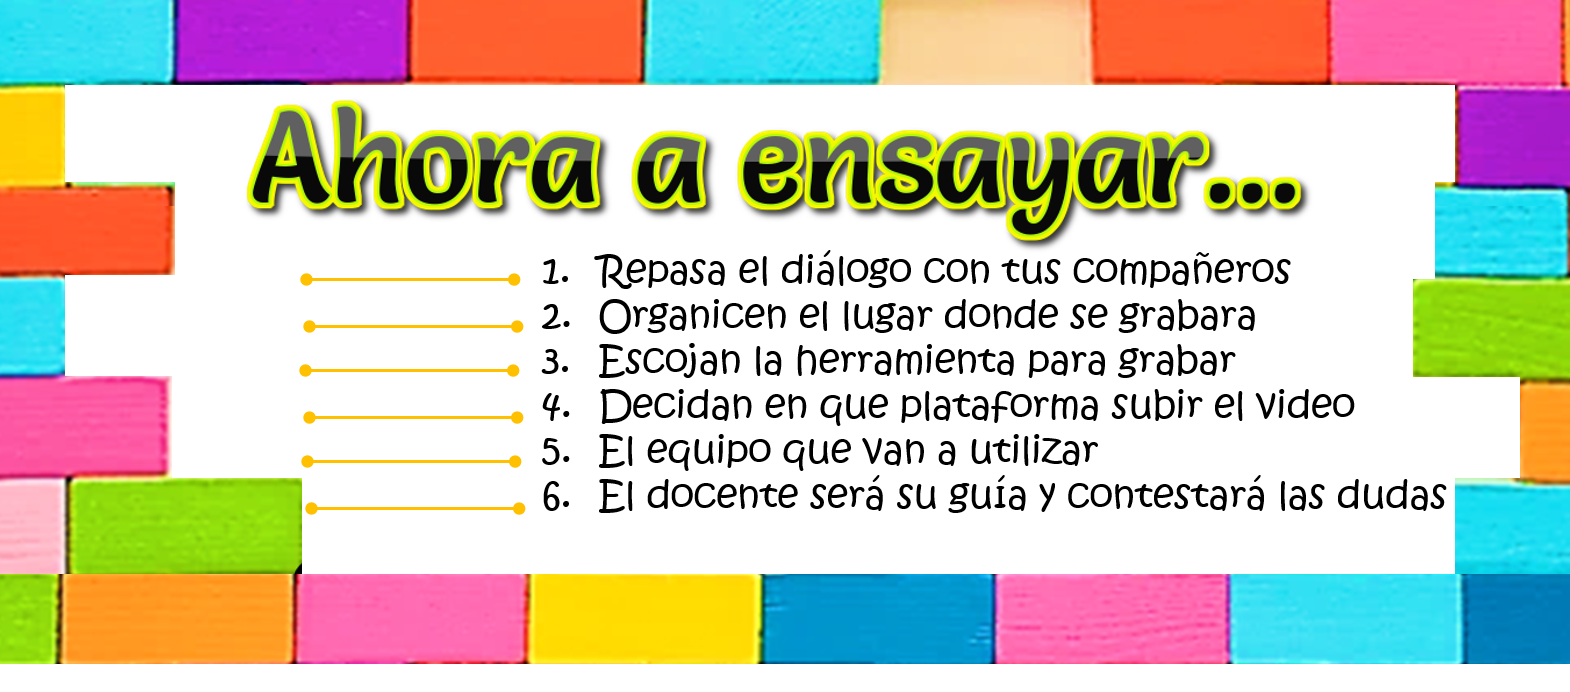 Ahora a ensayar...
1. Repasa el diálogo con tus compañeros
2. Organicen el lugar donde se grabara
3. Escojan la herramienta para grabar
4. Decidan en que plataforma subir el video
5. El equipo que van a utilizar
6. El docente será su guía y contestará las dudas